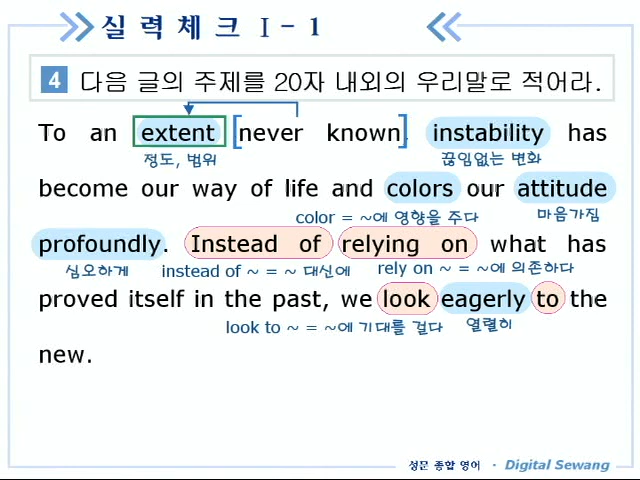 실력체크 I - 1
4 다음 글의 주제를 20자 내외의 우리말로 적어라.
To an extent [never known] instability has
정도, 범위 끊임없는 변화
become our way of life and colors our attitude
color = ~에 영향을 주다 마음가짐
profoundly. Instead of relying on what has
심오하게 instead of ~ = ~ 대신에 rely on ~ = ~에 의존하다
proved itself in the past, we look eagerly to the
look to ~ = ~에 기대를 걸다 열렬히
new.
성문 종합 영어 · Digital Sewang